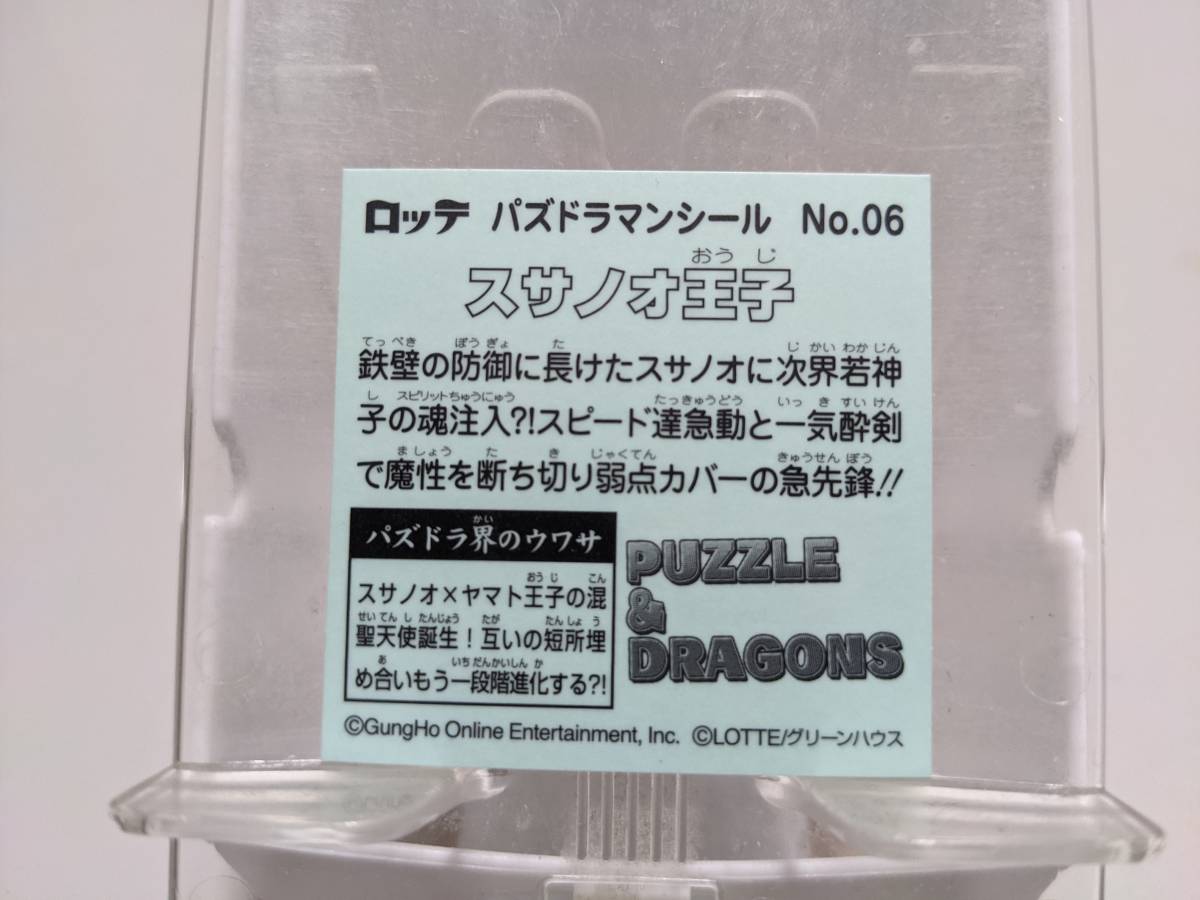 ロッテ パズドラマンシール No.06
おうじ
スサノオ王子
てっぺき ぼうぎょ た じかいわかじん
鉄壁の防御に長けたスサノオに次界若神
し スピリットちゅうにゅう たっきゅうどう いっきすいけん
子の魂注入?!スピード達急動と一気酔剣
ましょう た き じゃくてん きゅうせんぽう
で魔性を断ち切り弱点カバーの急先鋒!!
かい
パズドラ界のウワサ
おうじ こん
スサノオ×ヤマト王子の混
せいてんしたんじょう たが たんしょう
聖天使誕生!互いの短所埋
あ いちだんかいしんか
め合いもう一段階進化する?!
PUZZLE
&
DRAGONS
©GungHo Online Entertainment, Inc. ©LOTTE/グリーンハウス